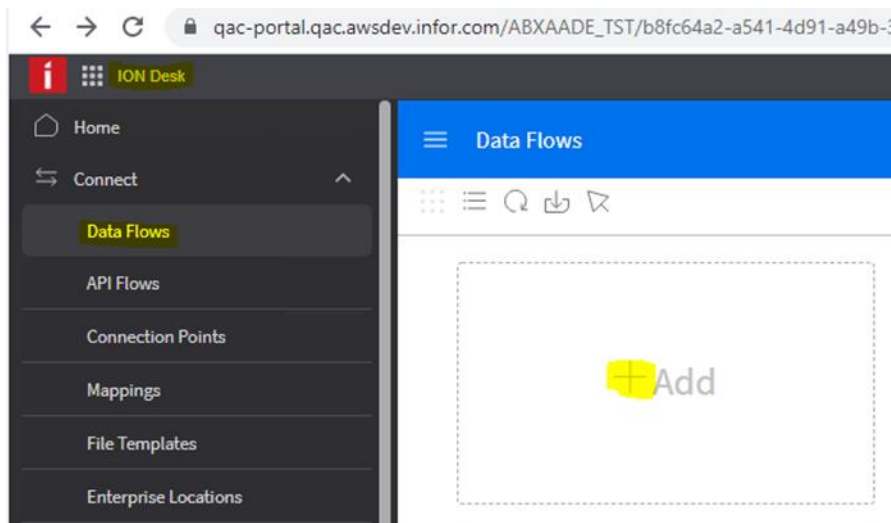 qac-portal.qac.awsdev.infor.com/ABXAADE_TST/b8fc64a2-a541-4d91-a49b-
ION Desk
Home
Connect
Data Flows
API Flows
Connection Points
Mappings
File Templates
Enterprise Locations
Data Flows
+Add